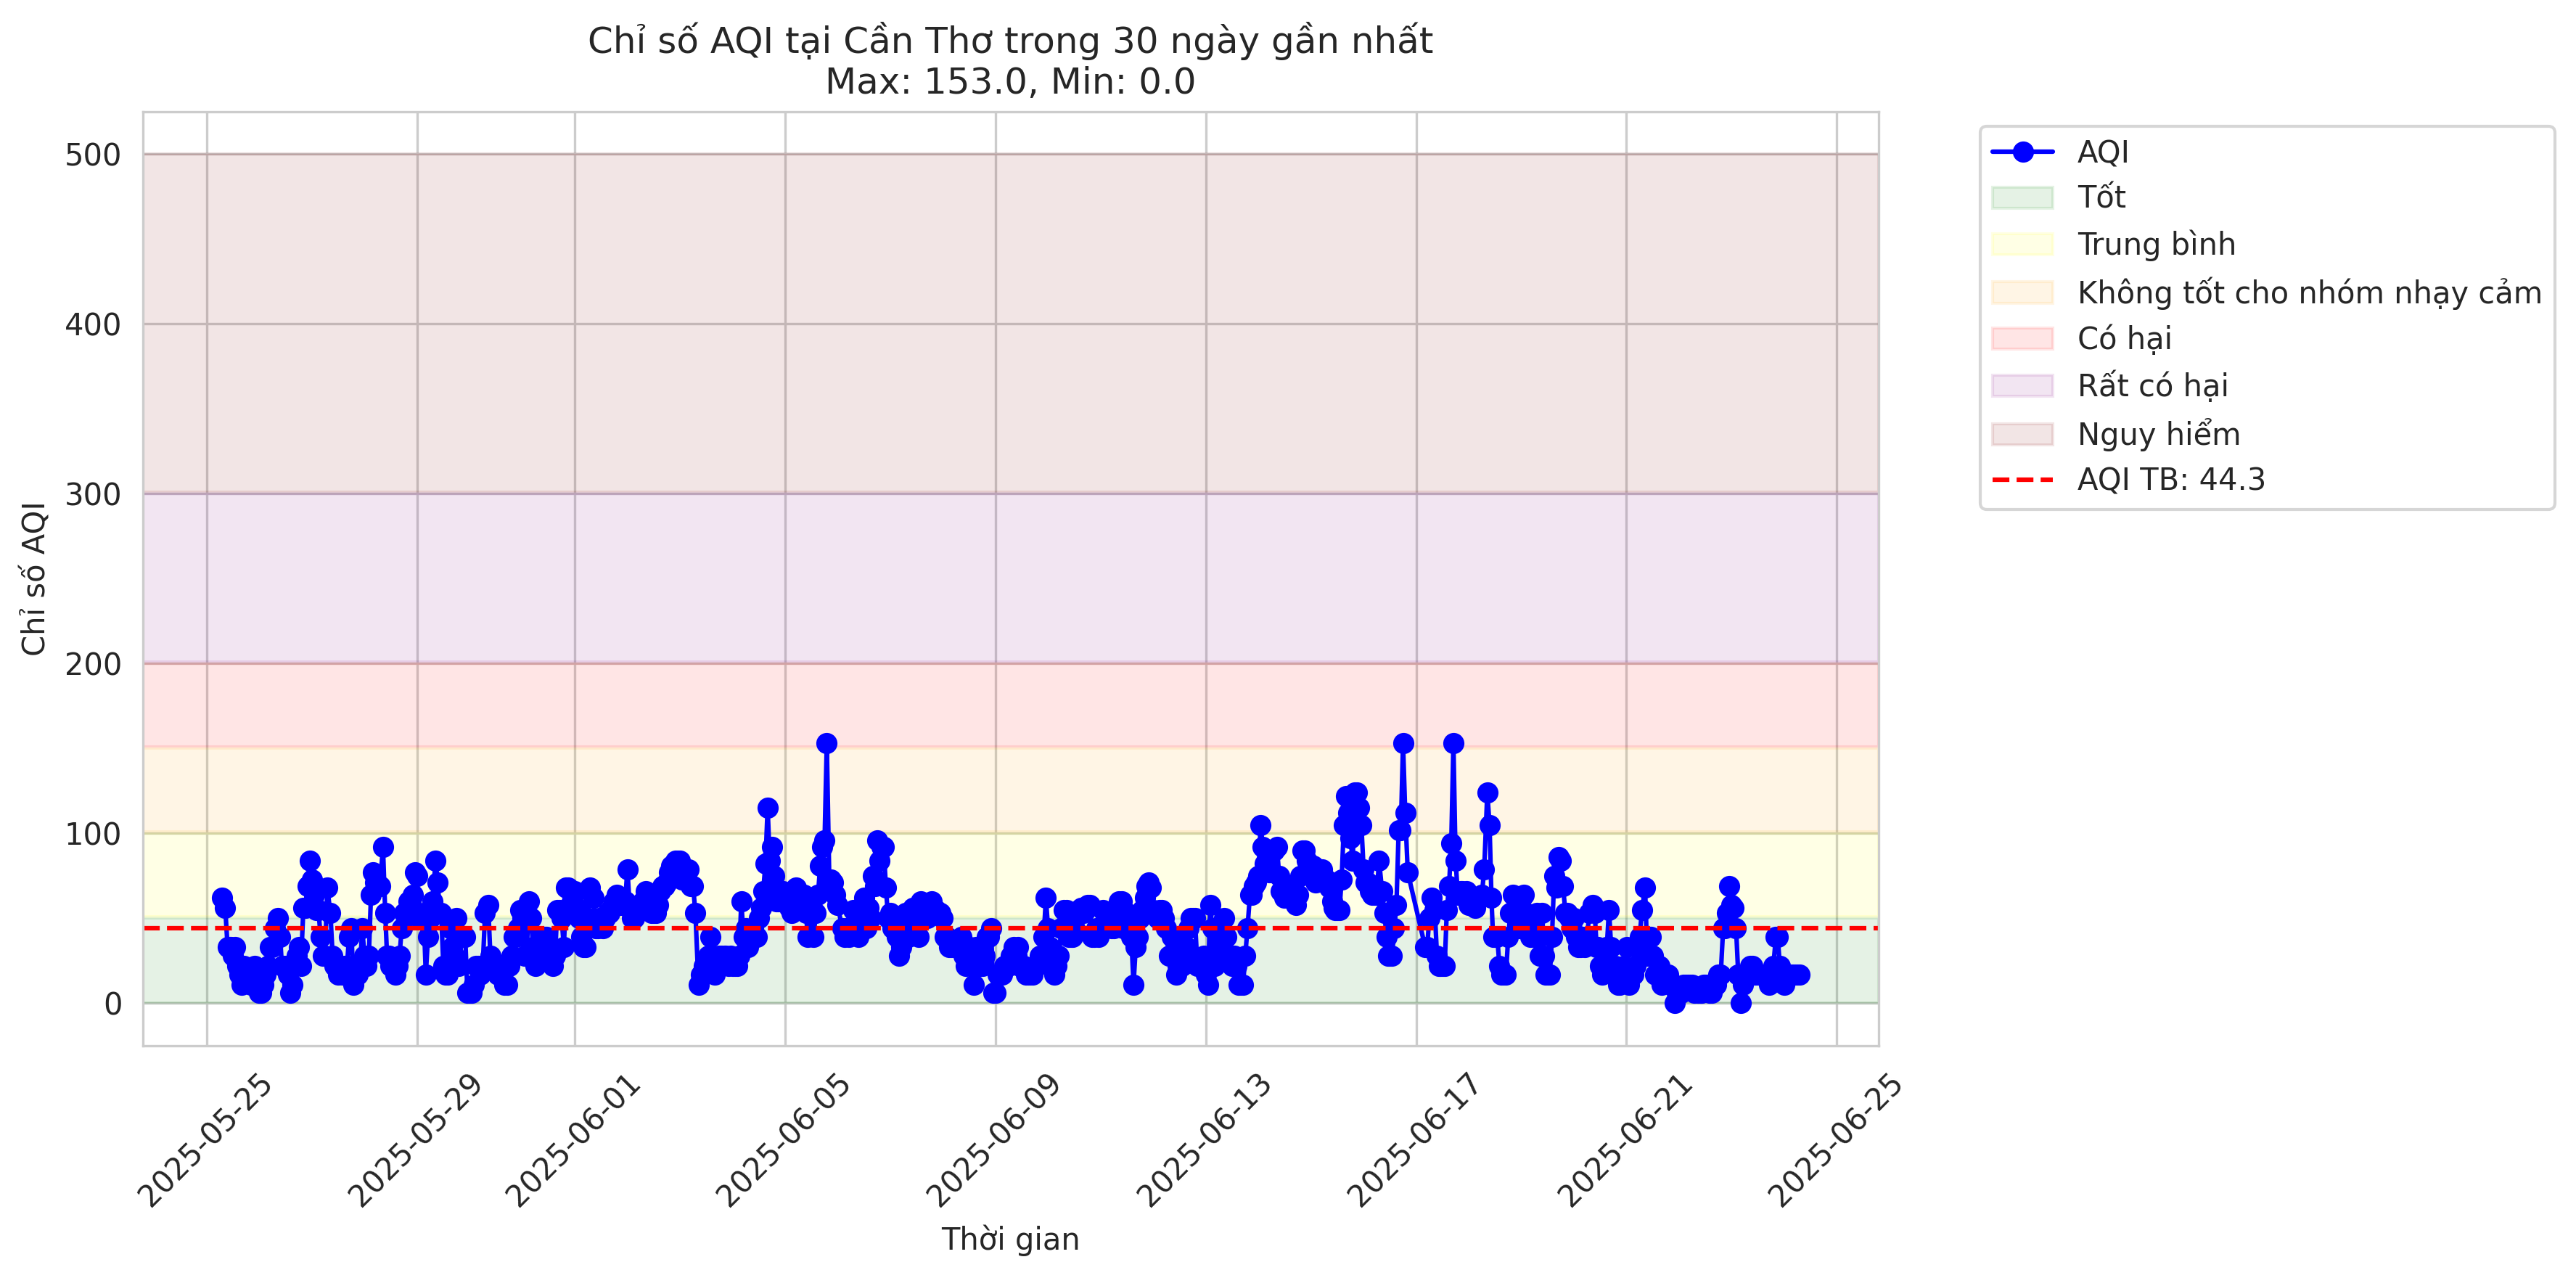 Chỉ số AQI tại Cần Thơ trong 30 ngày gần nhất
Max: 153.0, Min: 0.0
Chỉ số AQI
500
400
300
200
100
0
2025-05-25
2025-05-29
2025-06-01
2025-06-05
2025-06-09
2025-06-13
2025-06-17
2025-06-21
2025-06-25
Thời gian
AQI
Tốt
Trung bình
Không tốt cho nhóm nhạy cảm
Có hại
Rất có hại
Nguy hiểm
AQI TB: 44.3